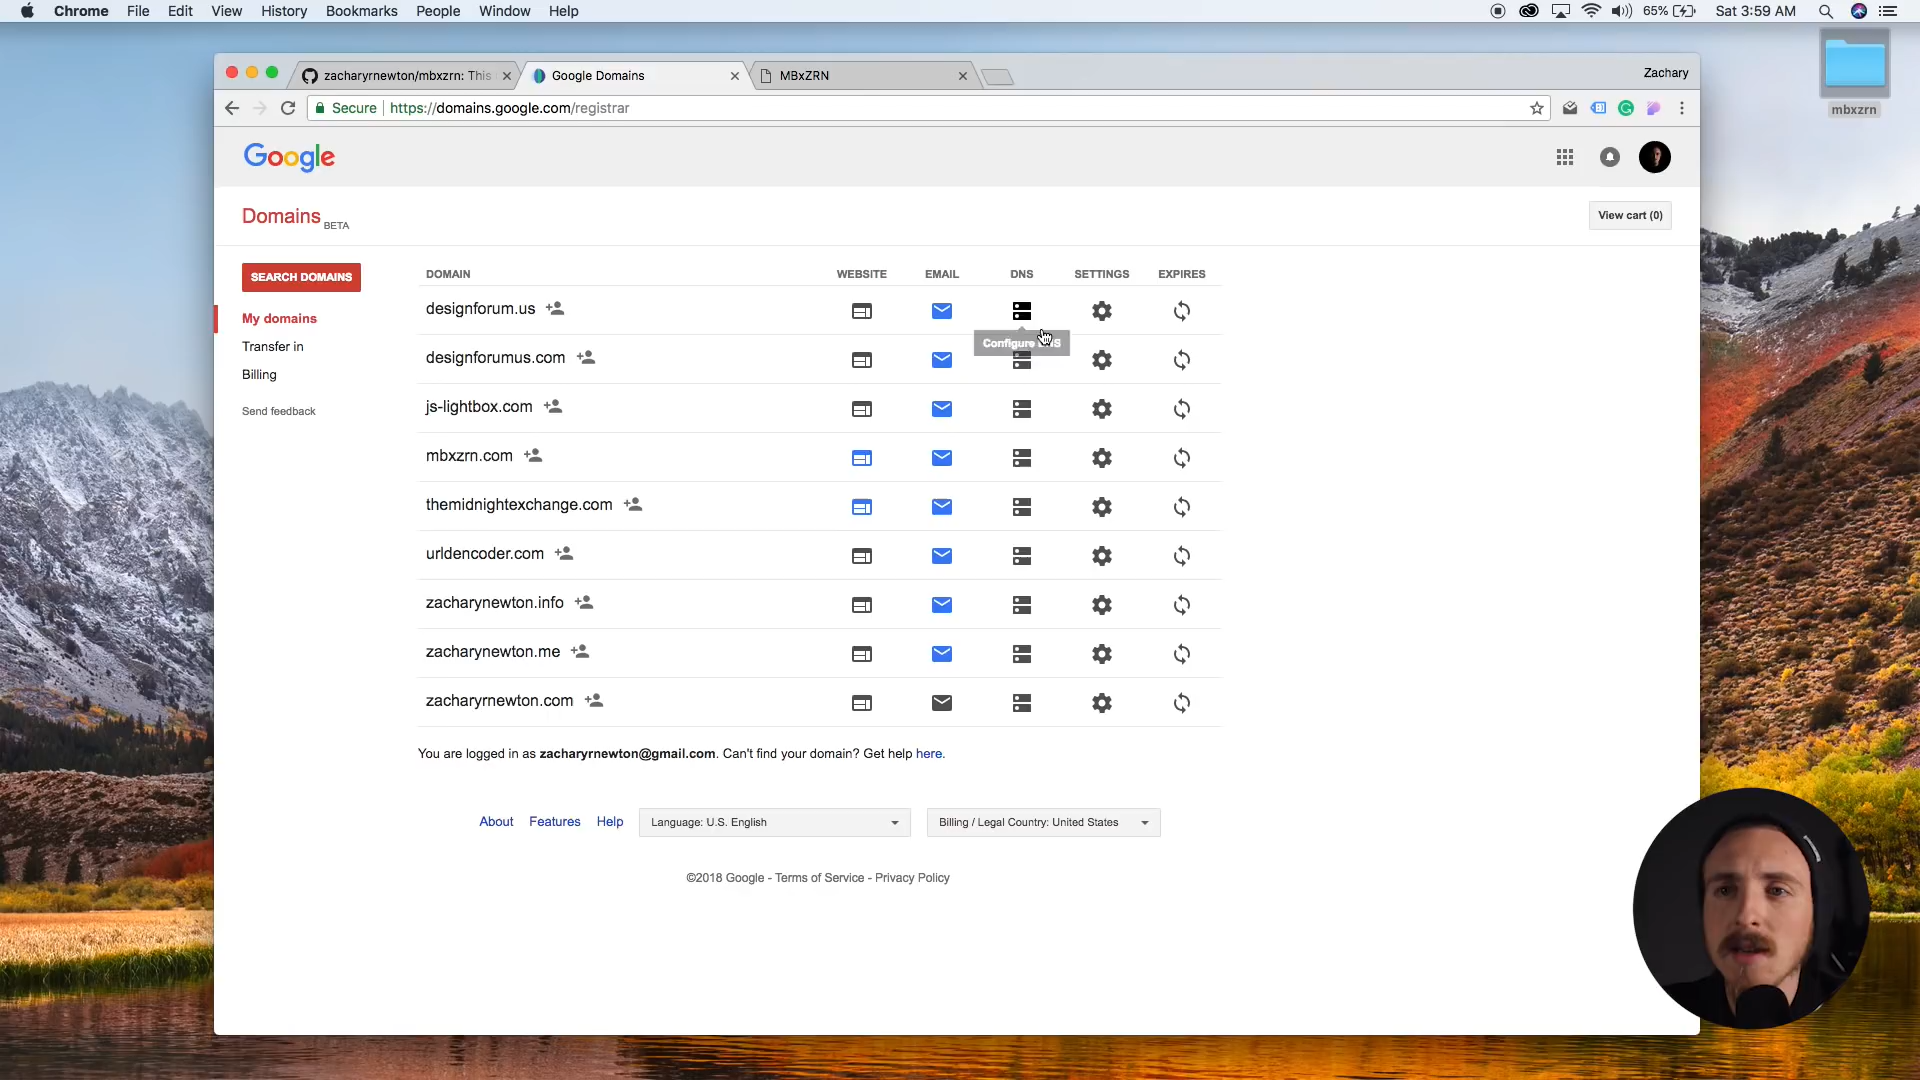 Chrome File Edit View History Bookmarks People Window Help 65% Sat 3:59 AM
mbxzrn
zacharyrnewton/mbxzrn: This Google Domains MBxZRN Zachary
Secure https://domains.google.com/registrar
Google
Domains BETA View cart (0)
SEARCH DOMAINS
My domains
Transfer in
Billing
Send feedback
DOMAIN WEBSITE EMAIL DNS SETTINGS EXPIRES
designforum.us
Configure
designforumus.com
js-lightbox.com
mbxzrn.com
themidnightexchange.com
urldencoder.com
zacharynewton.info
zacharynewton.me
zacharyrnewton.com
You are logged in as zacharyrnewton@gmail.com. Can't find your domain? Get help here.
About Features Help Language: U.S. English Billing / Legal Country: United States
©2018 Google - Terms of Service - Privacy Policy